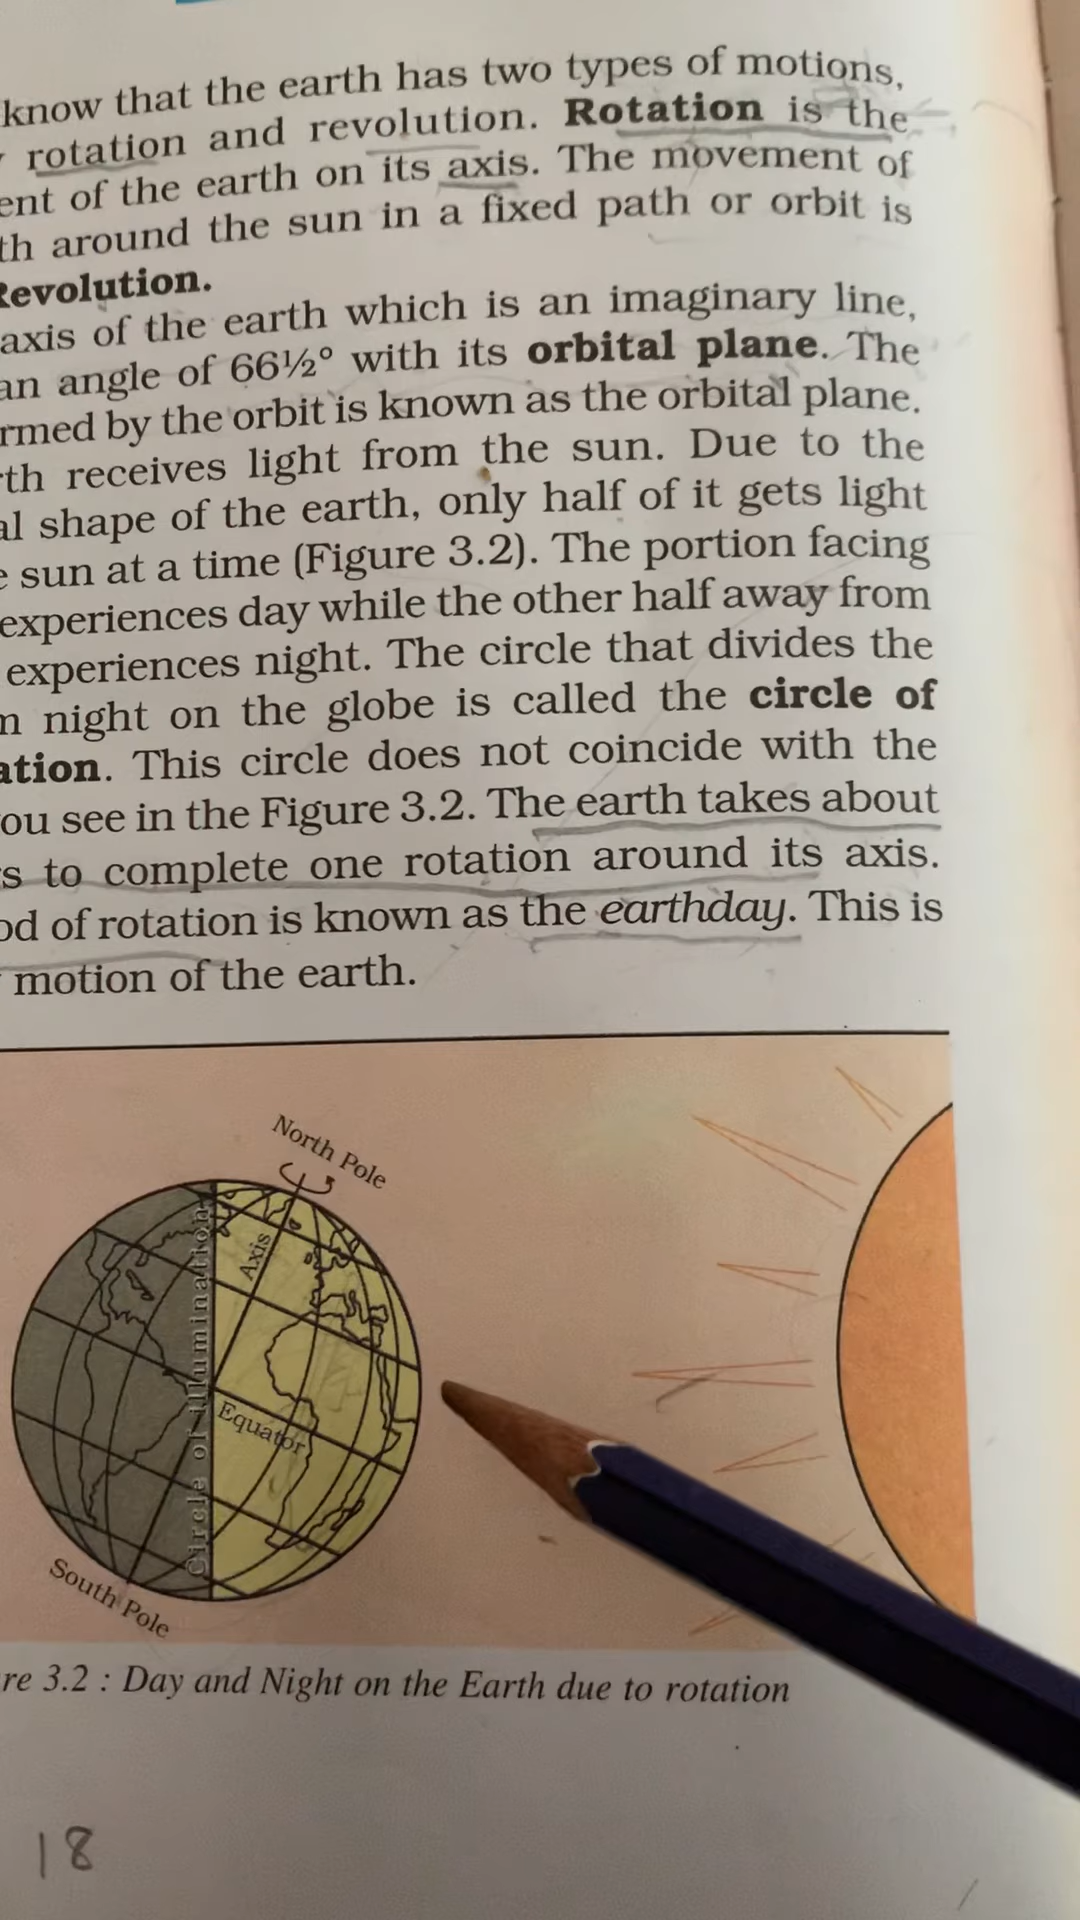 know that the earth has two types of motions,
rotation and revolution. Rotation is the
ent of the earth on its axis. The movement of
th around the sun in a fixed path or orbit is
Revolution.
axis of the earth which is an imaginary line,
an angle of 66½° with its orbital plane. The
rmed by the orbit is known as the orbital plane.
rth receives light from the sun. Due to the
al shape of the earth, only half of it gets light
e sun at a time (Figure 3.2). The portion facing
experiences day while the other half away from
experiences night. The circle that divides the
m night on the globe is called the circle of
ation. This circle does not coincide with the
ou see in the Figure 3.2. The earth takes about
s to complete one rotation around its axis.
od of rotation is known as the earthday. This is
motion of the earth.
North Pole
Axis
Circle of illumination
Equator
South Pole
re 3.2 : Day and Night on the Earth due to rotation
18